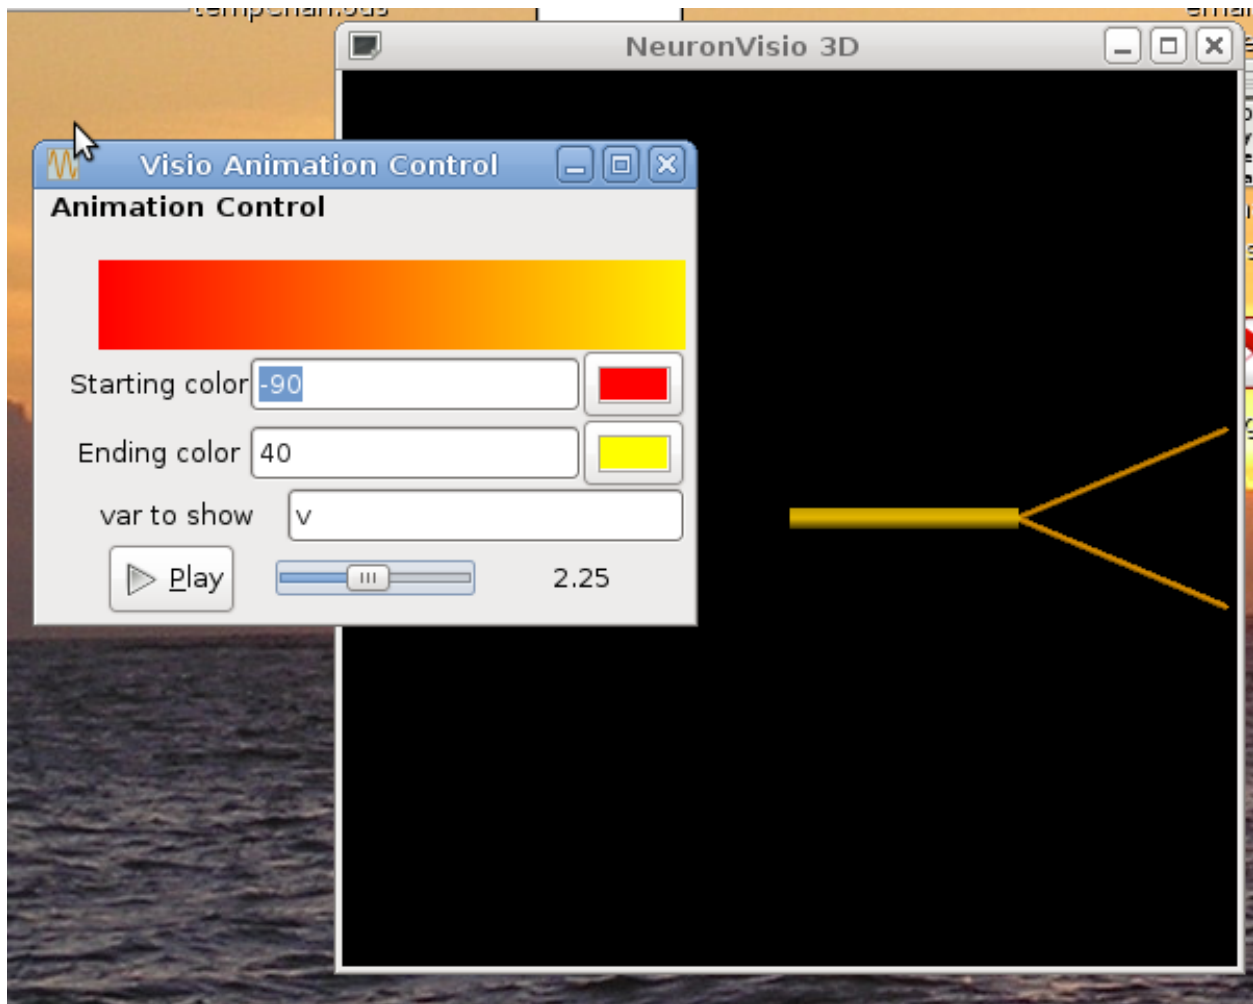 NeuronVisio 3D
Visio Animation Control
Animation Control
Starting color -90
Ending color 40
var to show v
Play 2.25